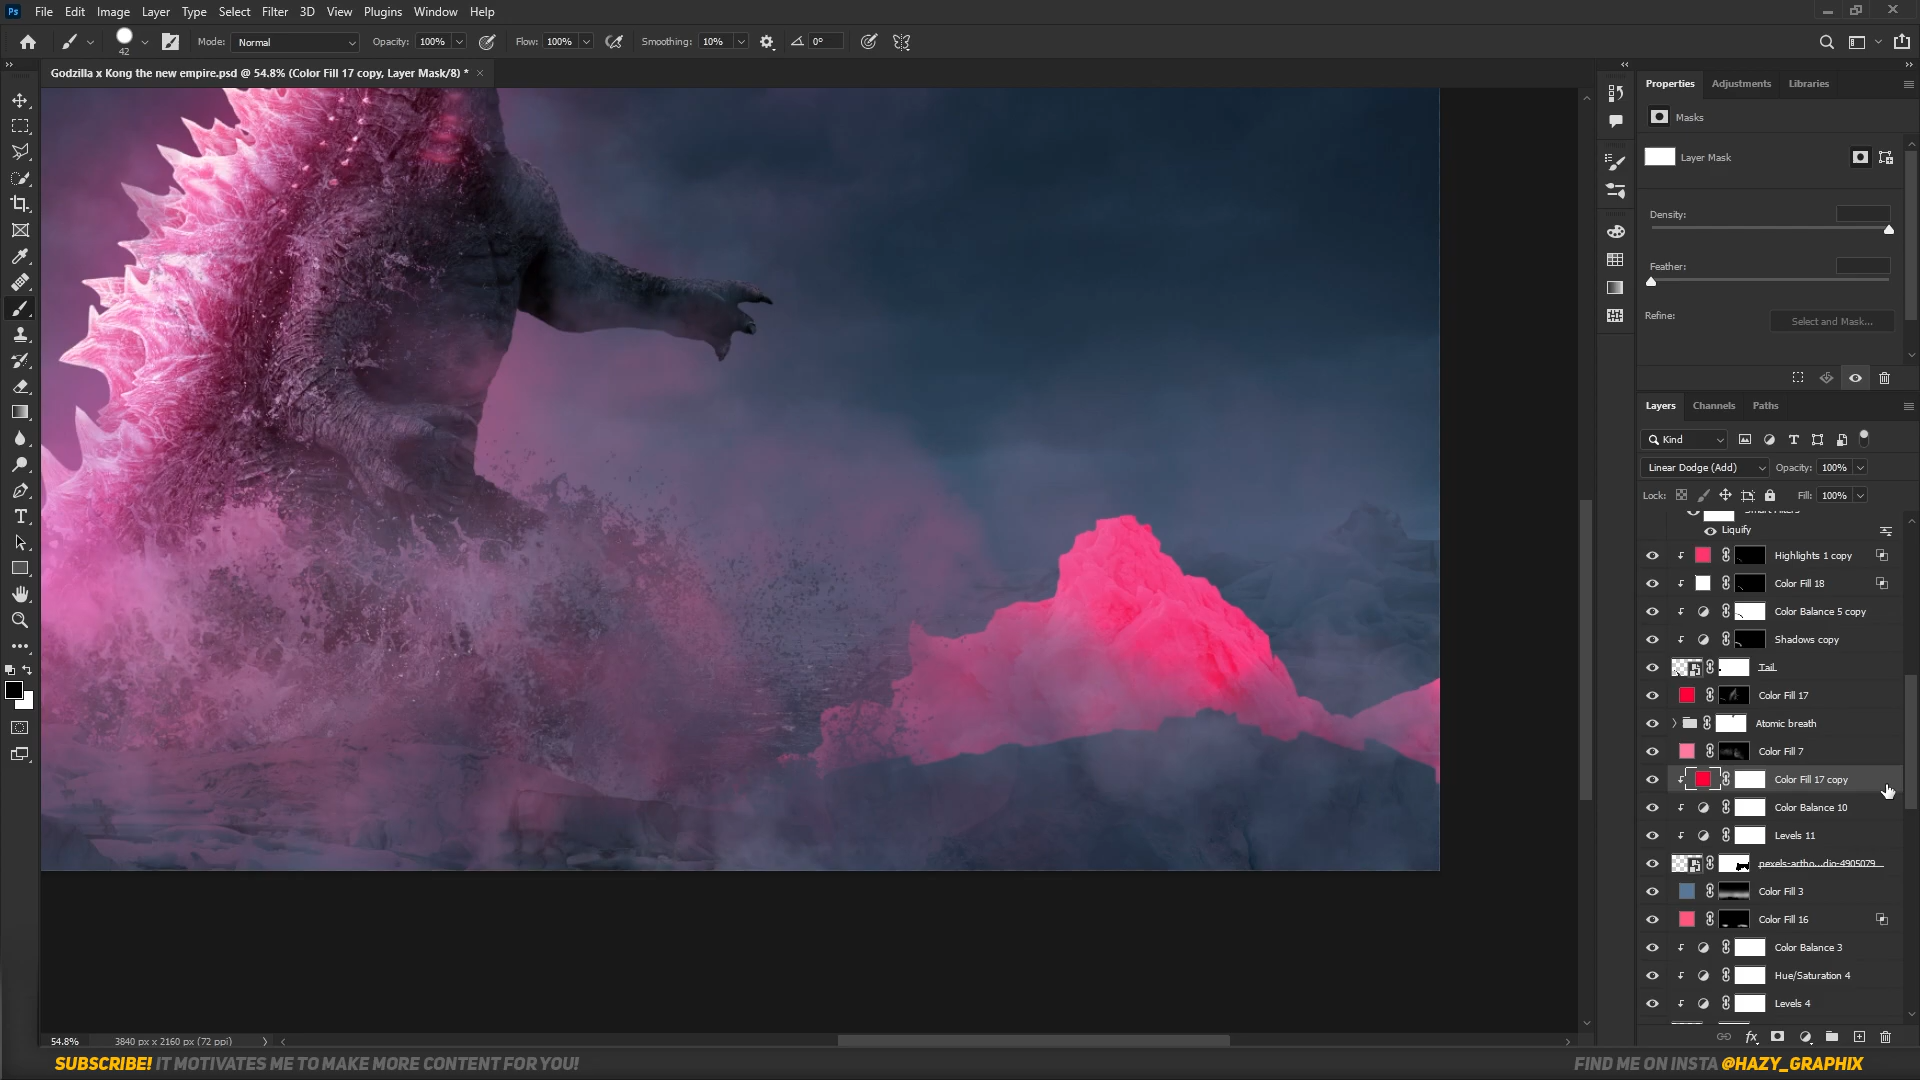 Ps File Edit Image Layer Type Select Filter 3D View Plugins Window Help
42 Mode: Normal Opacity: 100% Flow: 100% Smoothing: 10% 0°
Godzilla x Kong the new empire.psd @ 54.8% (Color Fill 17 copy, Layer Mask/8) *
Properties Adjustments Libraries
Masks
Layer Mask
Density:
Feather:
Refine: Select and Mask...
Layers Channels Paths
Kind
Linear Dodge (Add) Opacity: 100%
Lock: Fill: 100%
Liquify
Highlights 1 copy
Color Fill 18
Color Balance 5 copy
Shadows copy
Tail
Color Fill 17
Atomic breath
Color Fill 7
Color Fill 17 copy
Color Balance 10
Levels 11
pexels-artho...dio-4905079
Color Fill 3
Color Fill 16
Color Balance 3
Hue/Saturation 4
Levels 4
54.8% 3840 px x 2160 px (72 ppi)
SUBSCRIBE! IT MOTIVATES ME TO MAKE MORE CONTENT FOR YOU!
FIND ME ON INSTA @HAZY_GRAPHIX